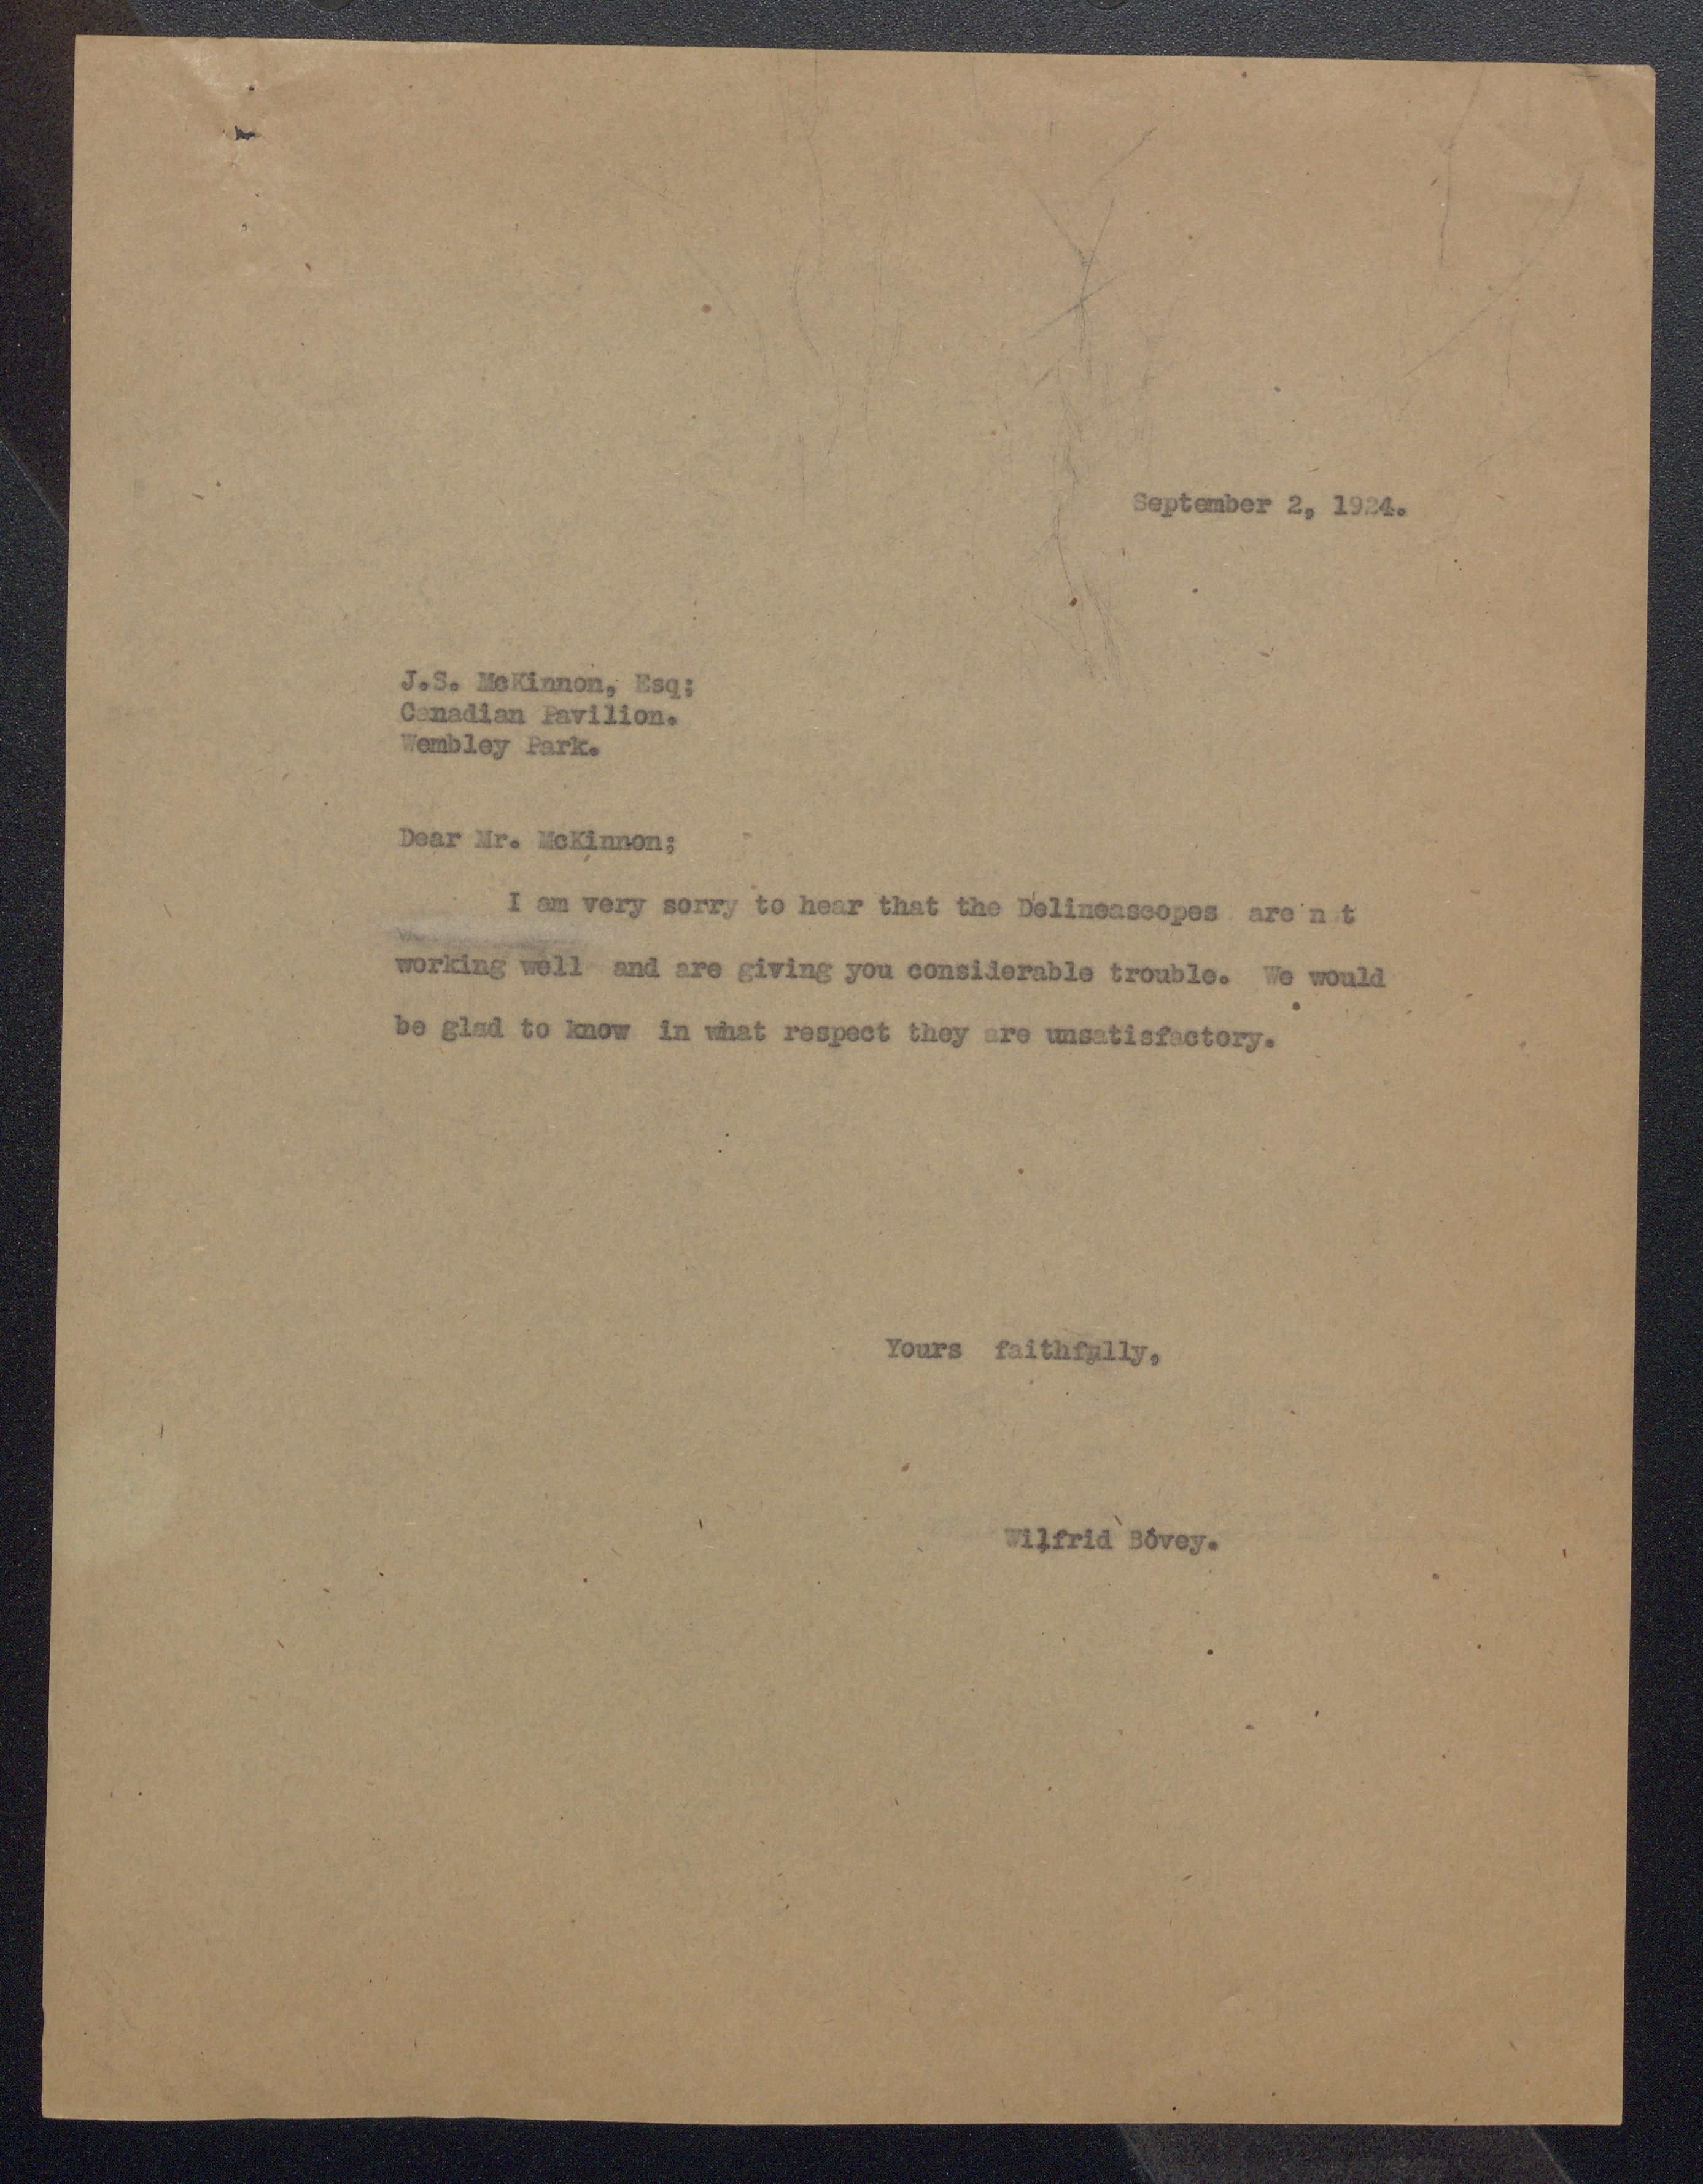 September 2, 1924.
J.S. McKinnon, Esq;
Canadian Pavilion.
Wembley Park.
Dear Mr. McKinnon;
I am very sorry to hear that the Delineascopes are n t
working well and are giving you considerable trouble. We would
be glad to know in what respect they are unsatisfactory.
Yours faithfully,
Wilfrid Bovey.